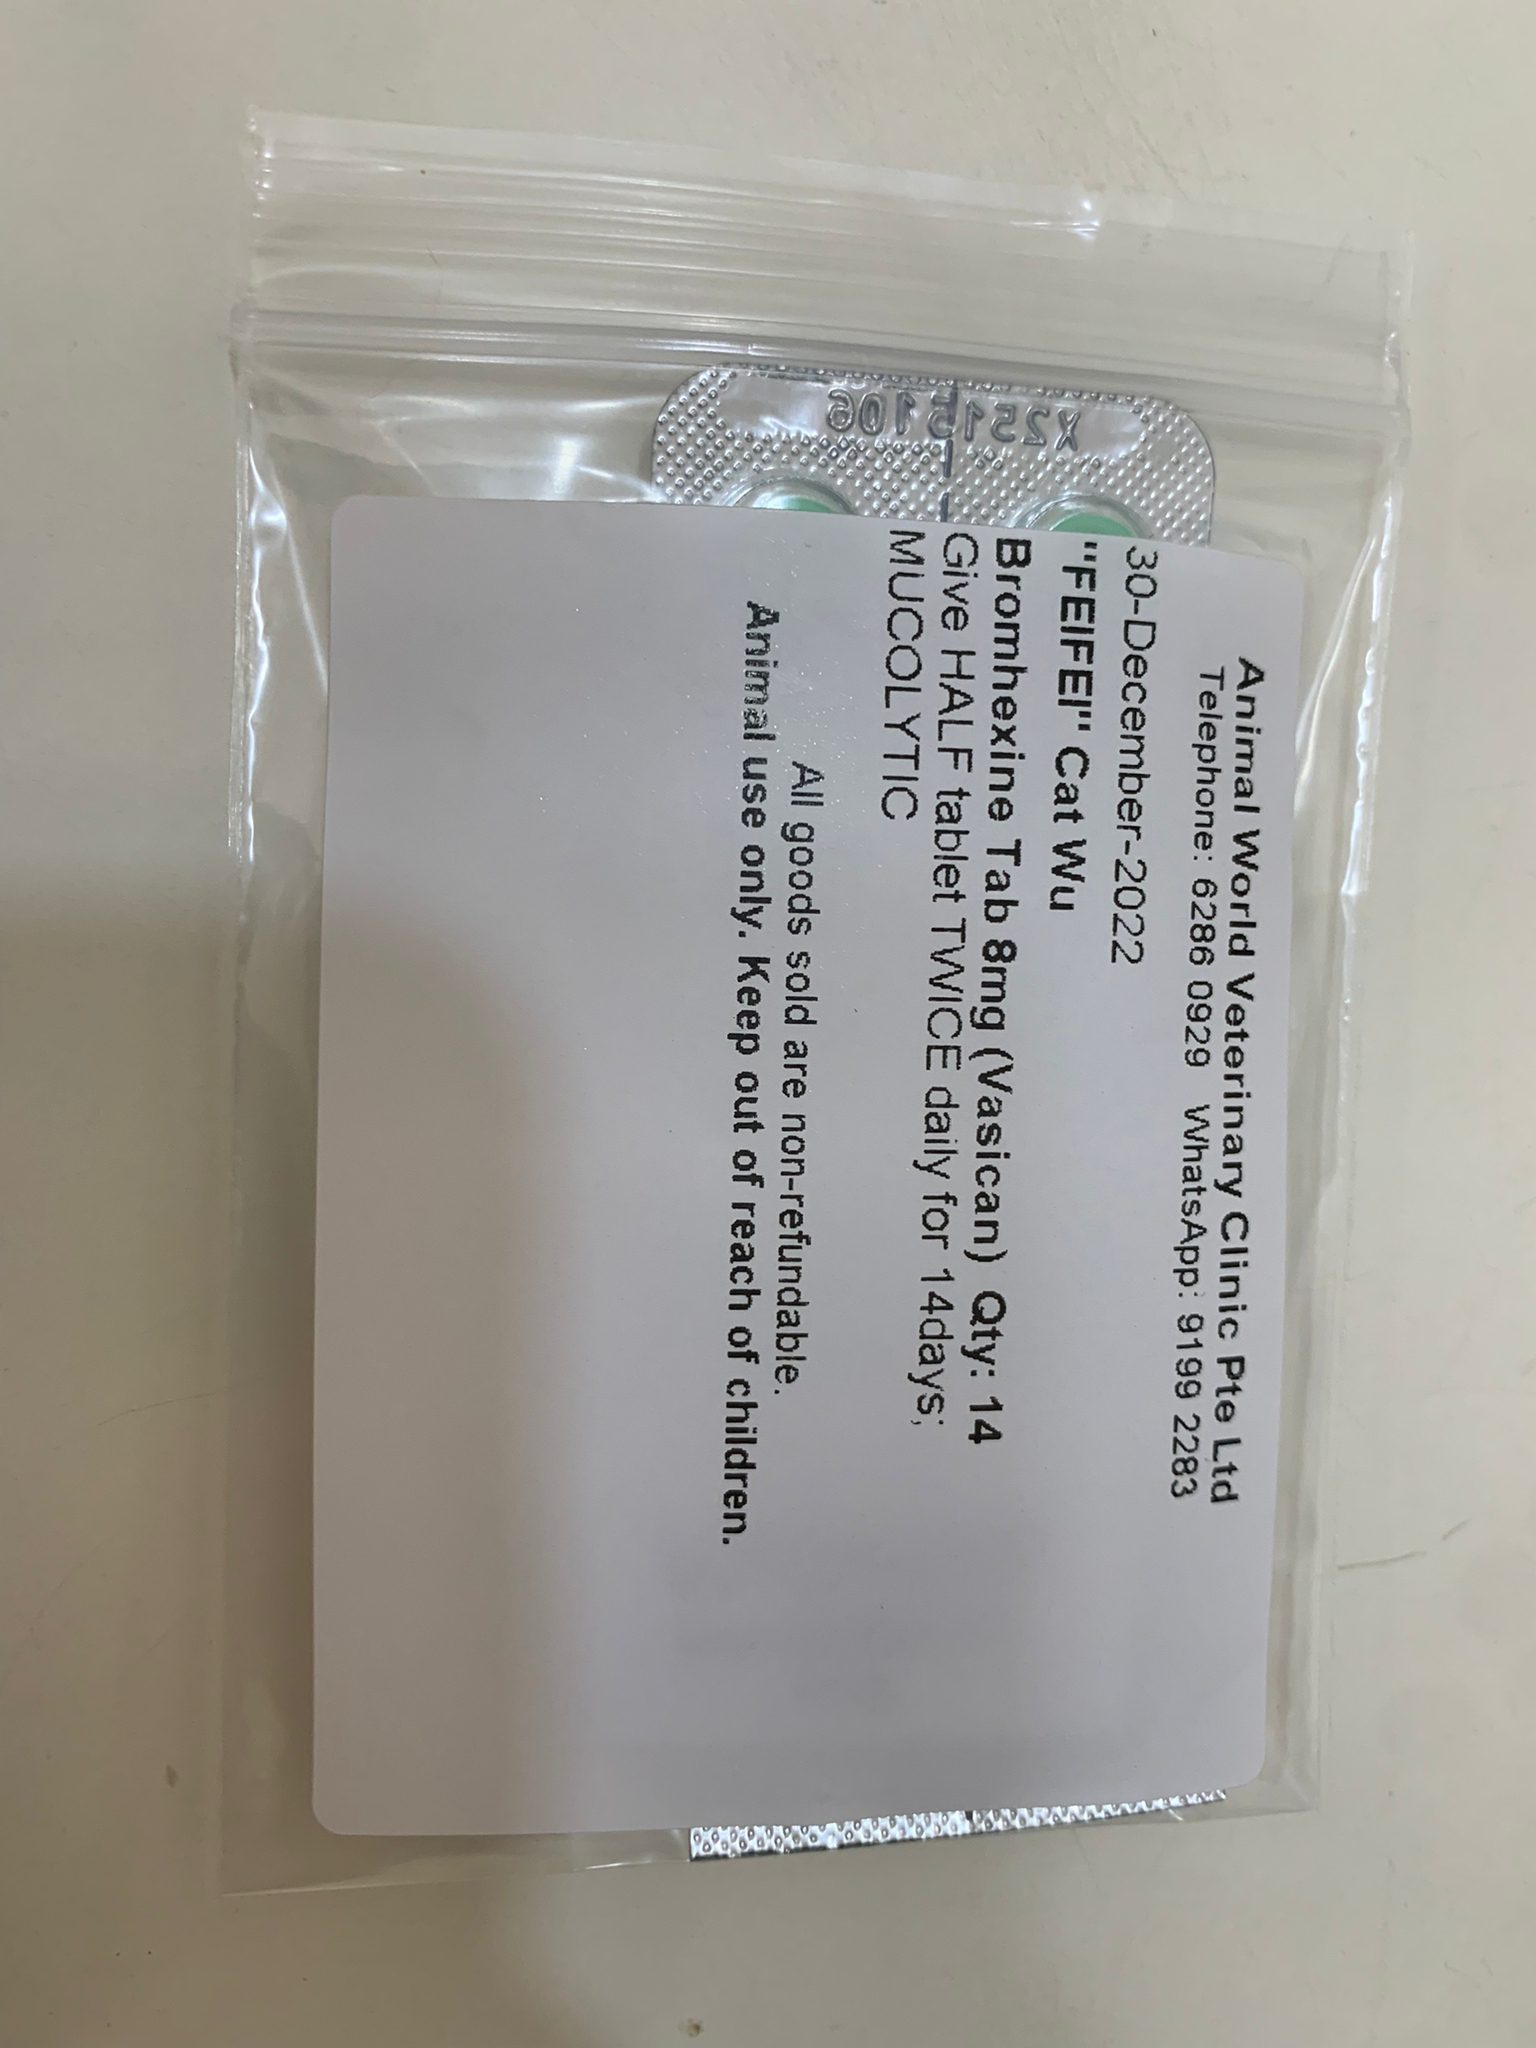 Animal World Veterinary Clinic Pte Ltd
Telephone: 6286 0929 WhatsApp: 9199 2283
30-December-2022
"FEIFEI" Cat Wu
Bromhexine Tab 8mg (Vasican) Qty: 14
Give HALF tablet TWICE daily for 14days;
MUCOLYTIC
All goods sold are non-refundable.
Animal use only. Keep out of reach of children.
X2515106